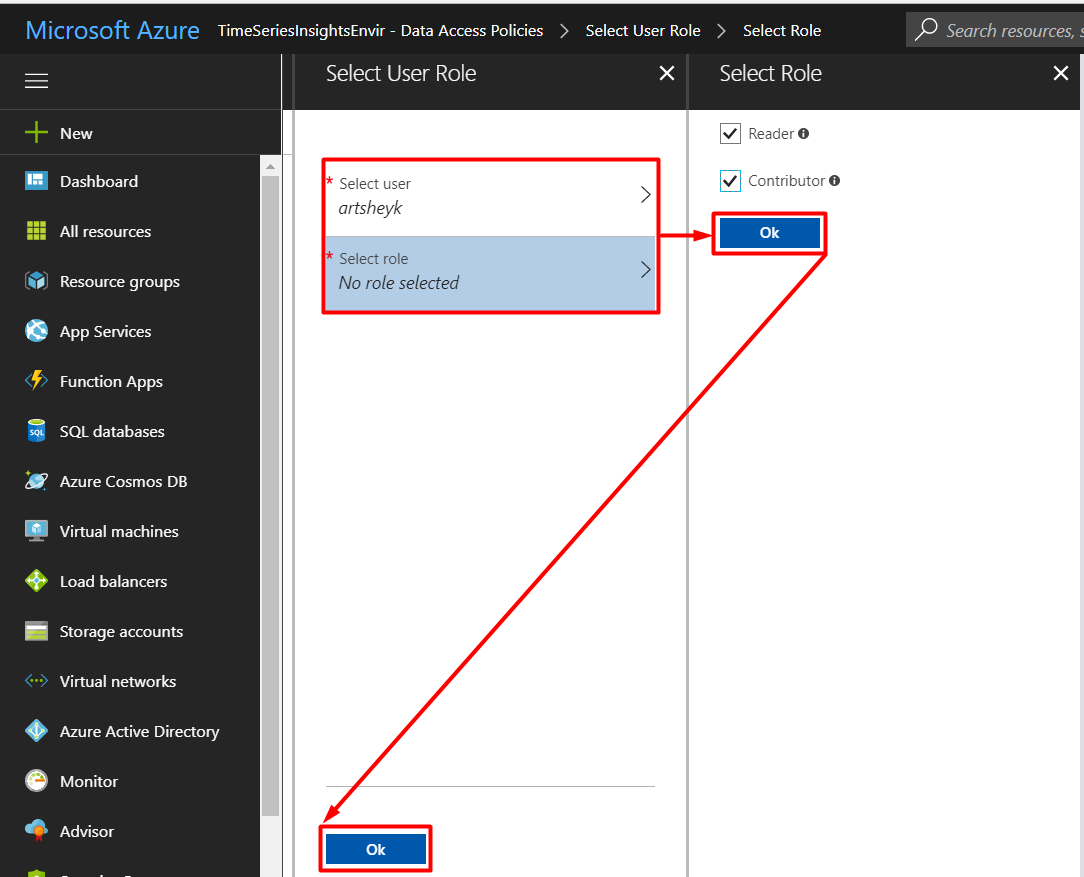 Microsoft Azure TimeSeriesInsightsEnvir - Data Access Policies > Select User Role > Select Role Search resources, s
Select User Role
Select Role
New
Dashboard
All resources
Resource groups
App Services
Function Apps
SQL databases
Azure Cosmos DB
Virtual machines
Load balancers
Storage accounts
Virtual networks
Azure Active Directory
Monitor
Advisor
* Select user
artsheyk
* Select role
No role selected
Ok
Reader
Contributor
Ok